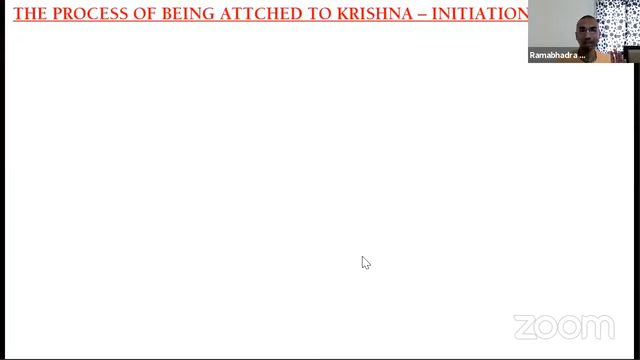 THE PROCESS OF BEING ATTCHED TO KRISHNA – INITIATION
Ramabhadra ...
zoom